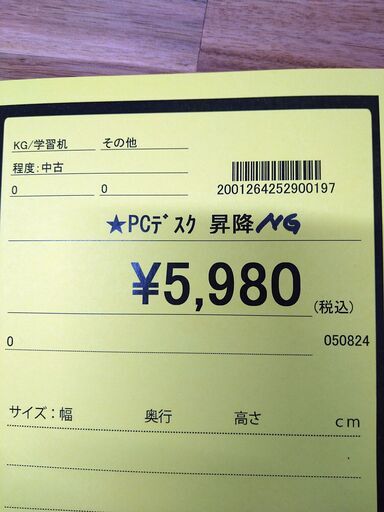 KG/学習机 その他
程度:中古
0 0
2001264252900197
★PCﾃﾞｽｸ 昇降NG
¥5,980
(税込)
0 050824
サイズ:幅 奥行 高さ cm